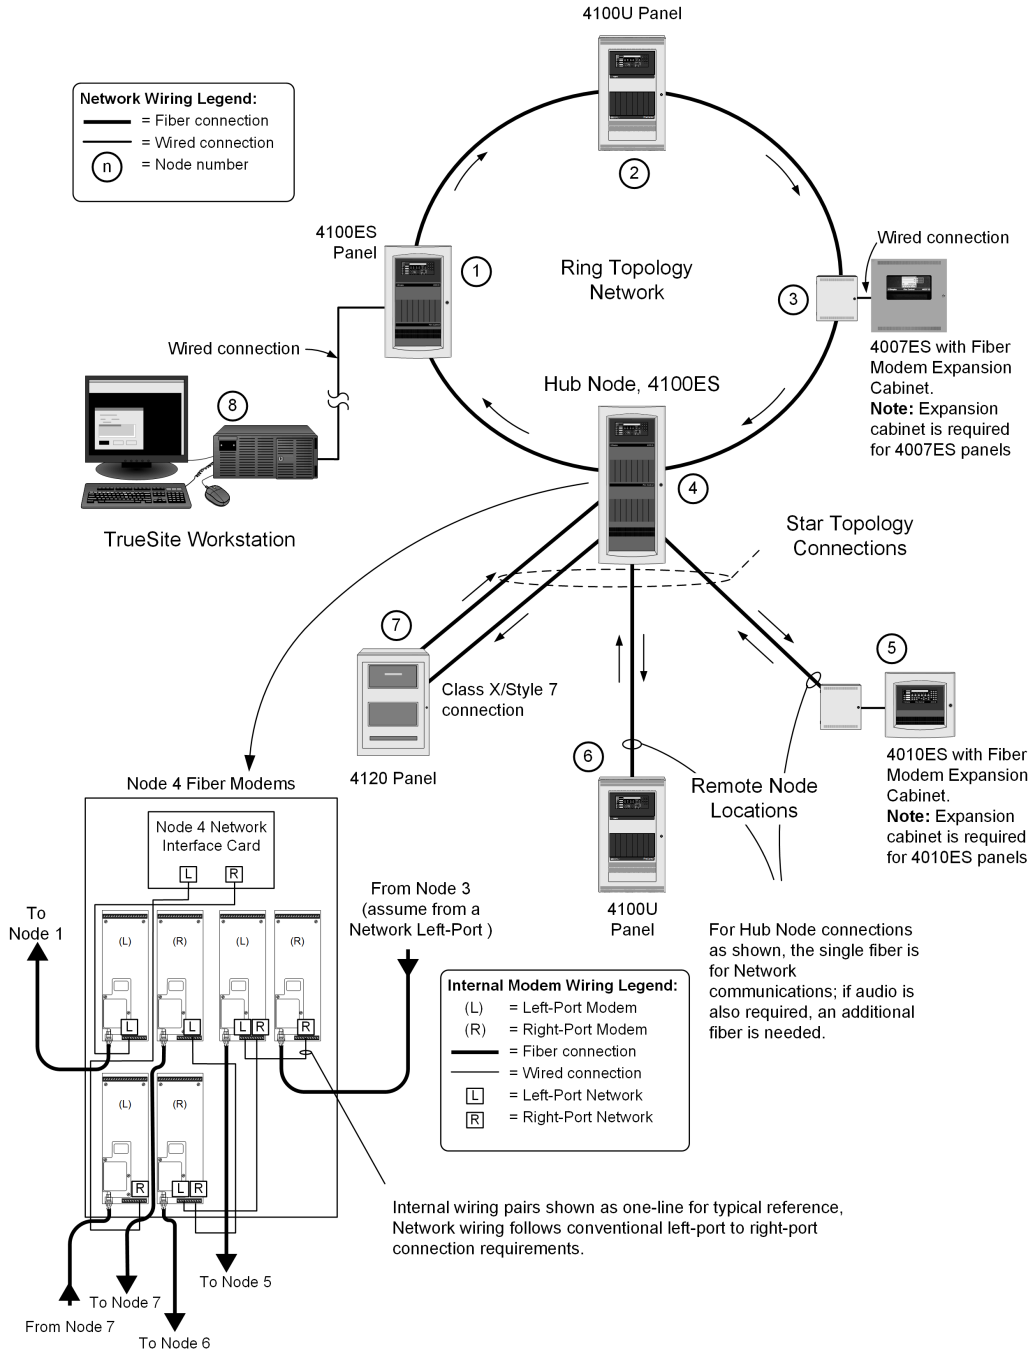 4100U Panel
Network Wiring Legend:
= Fiber connection
= Wired connection
n
= Node number
2
4100ES
Panel
1
Ring Topology
Network
Wired connection
3
4007ES with Fiber
Modem Expansion
Cabinet.
Note: Expansion
cabinet is required
for 4007ES panels
Wired connection
Hub Node, 4100ES
8
4
TrueSite Workstation
Star Topology
Connections
7
5
Class X/Style 7
connection
4120 Panel
6
Remote Node
Locations
4010ES with Fiber
Modem Expansion
Cabinet.
Note: Expansion
cabinet is required
for 4010ES panels
4100U
Panel
Node 4 Fiber Modems
Node 4 Network
Interface Card
L
R
To
Node 1
From Node 3
(assume from a
Network Left-Port )
(L)
(R)
(L)
(R)
L
L
L
R
R
(L)
(R)
R
L
R
For Hub Node connections
as shown, the single fiber is
for Network
communications; if audio is
also required, an additional
fiber is needed.
Internal Modem Wiring Legend:
(L)
= Left-Port Modem
(R)
= Right-Port Modem
= Fiber connection
= Wired connection
L
= Left-Port Network
R
= Right-Port Network
Internal wiring pairs shown as one-line for typical reference,
Network wiring follows conventional left-port to right-port
connection requirements.
To Node 5
To Node 7
From Node 7
To Node 6